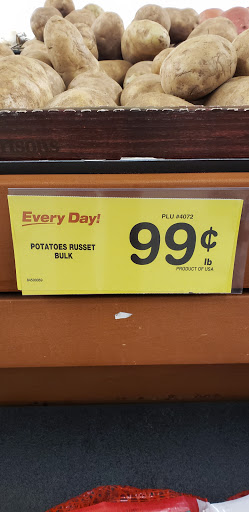 Every Day!
PLU #4072
POTATOES RUSSET
BULK
99¢
lb
PRODUCT OF USA